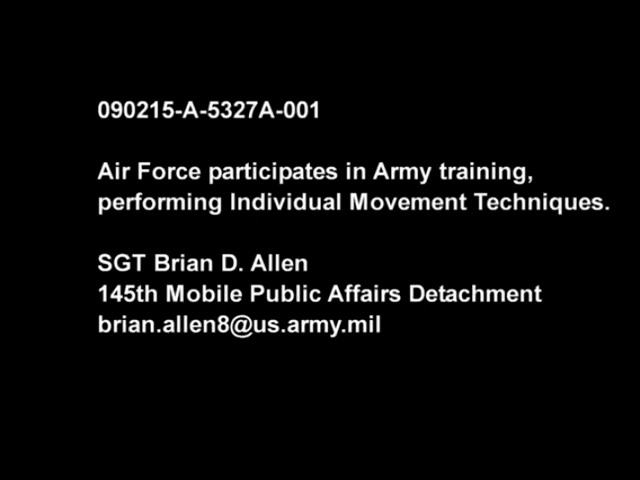 090215-A-5327A-001
Air Force participates in Army training,
performing Individual Movement Techniques.
SGT Brian D. Allen
145th Mobile Public Affairs Detachment
brian.allen8@us.army.mil